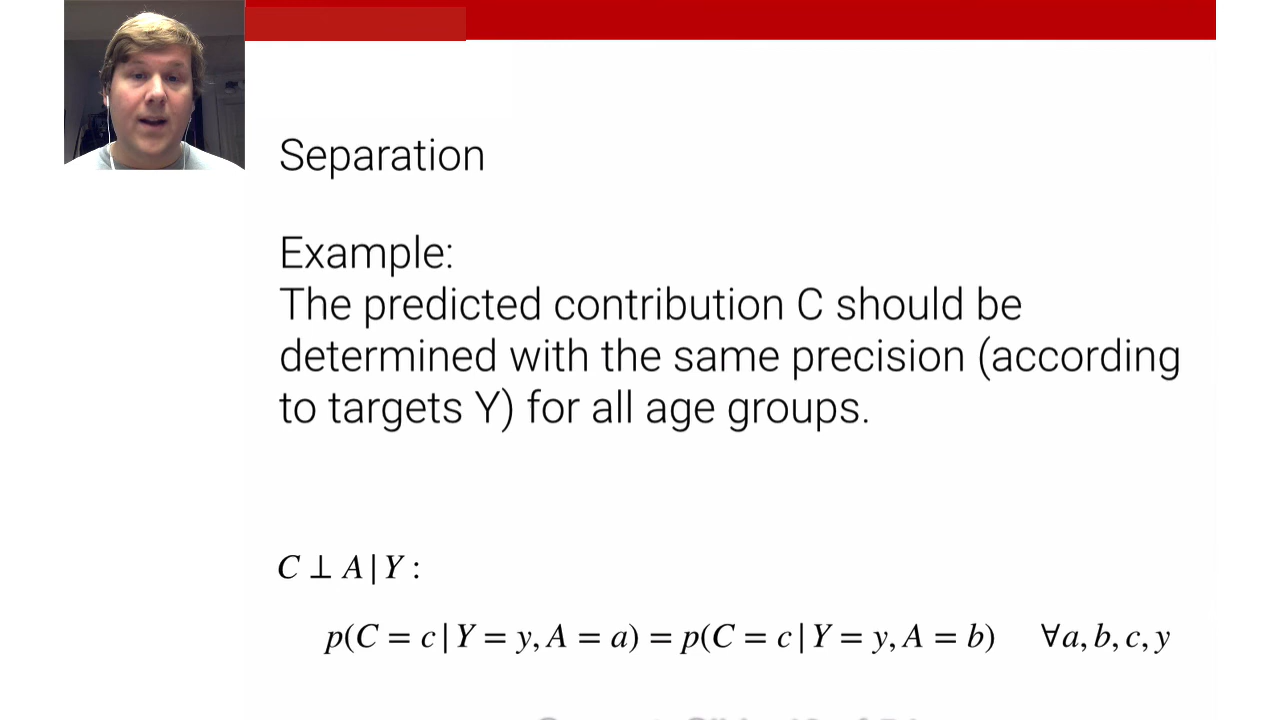 Separation
Example:
The predicted contribution C should be
determined with the same precision (according
to targets Y) for all age groups.
C ⊥ A | Y :
p(C = c | Y = y, A = a) = p(C = c | Y = y, A = b) ∀a, b, c, y